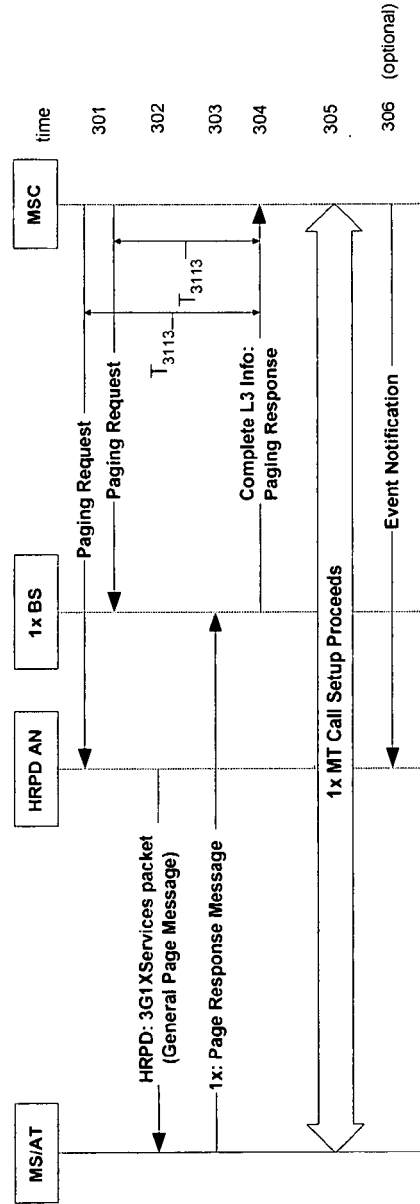 MS/AT
HRPD AN
1x BS
MSC
time
Paging Request
301
Paging Request
T3113
T3113
HRPD: 3G1XServices packet
(General Page Message)
302
1x: Page Response Message
303
Complete L3 Info:
Paging Response
304
1x MT Call Setup Proceeds
305
Event Notification
306 (optional)